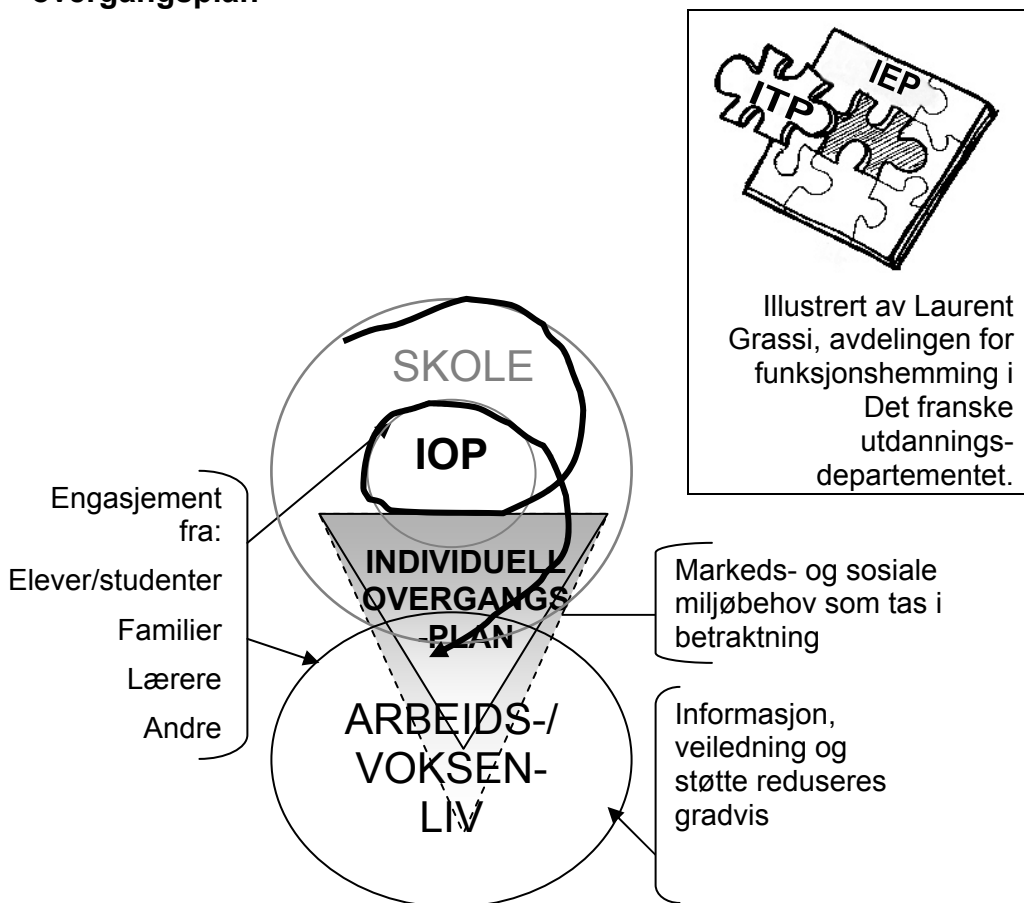 overgangsplan
ITP
IEP
Illustrert av Laurent
Grassi, avdelingen for
funksjonshemming i
Det franske
utdannings-
departementet.
SKOLE
IOP
Engasjement
fra:
Elever/studenter
Familier
Lærere
Andre
INDIVIDUELL
OVERGANGS
-PLAN
Markeds- og sosiale
miljøbehov som tas i
betraktning
ARBEIDS-/
VOKSEN-
LIV
Informasjon,
veiledning og
støtte reduseres
gradvis